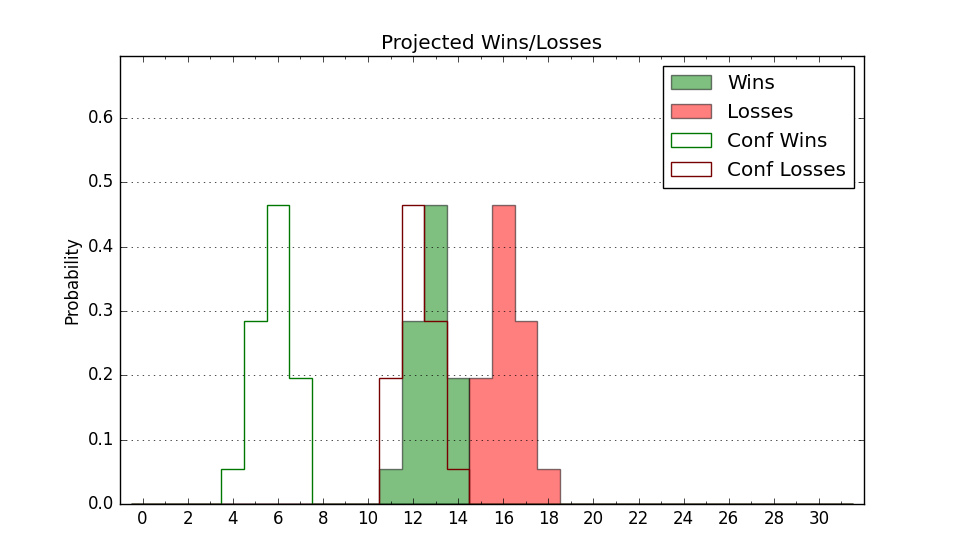 Projected Wins/Losses
Wins
Losses
Conf Wins
Conf Losses
Probability
0.6
0.5
0.4
0.3
0.2
0.1
0.0
0 2 4 6 8 10 12 14 16 18 20 22 24 26 28 30